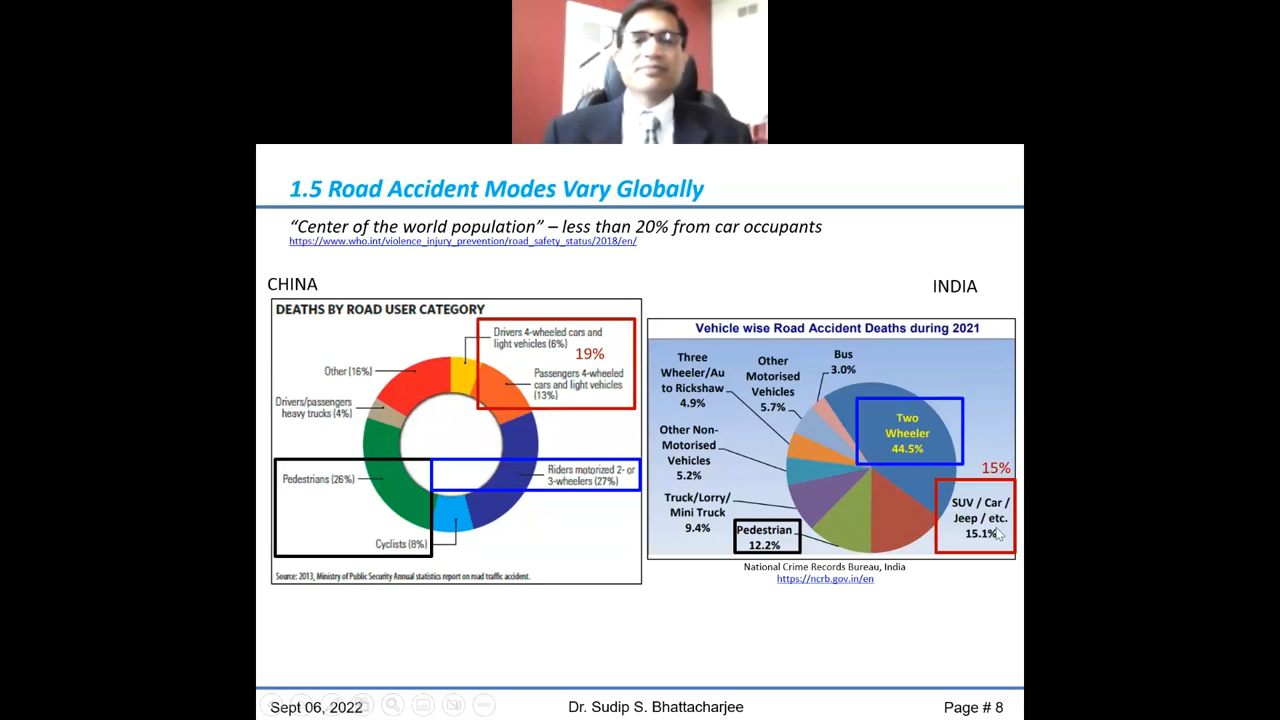 1.5 Road Accident Modes Vary Globally
“Center of the world population” – less than 20% from car occupants
https://www.who.int/violence_injury_prevention/road_safety_status/2018/en/
CHINA
DEATHS BY ROAD USER CATEGORY
Drivers 4-wheeled cars and
light vehicles (6%)
19%
Other (16%)
Passengers 4-wheeled
cars and light vehicles
(13%)
Drivers/passengers
heavy trucks (4%)
Pedestrians (26%)
Riders motorized 2- or
3-wheelers (27%)
Cyclists (8%)
Source: 2013, Ministry of Public Security Annual statistics report on road traffic accident.
INDIA
Vehicle wise Road Accident Deaths during 2021
Three
Wheeler/Au
to Rickshaw
4.9%
Other
Motorised
Vehicles
5.7%
Bus
3.0%
Two
Wheeler
44.5%
Other Non-
Motorised
Vehicles
5.2%
15%
Truck/Lorry/
Mini Truck
9.4%
Pedestrian
12.2%
SUV / Car /
Jeep / etc.
15.1%
National Crime Records Bureau, India
https://ncrb.gov.in/en
Sept 06, 2022
Dr. Sudip S. Bhattacharjee
Page # 8